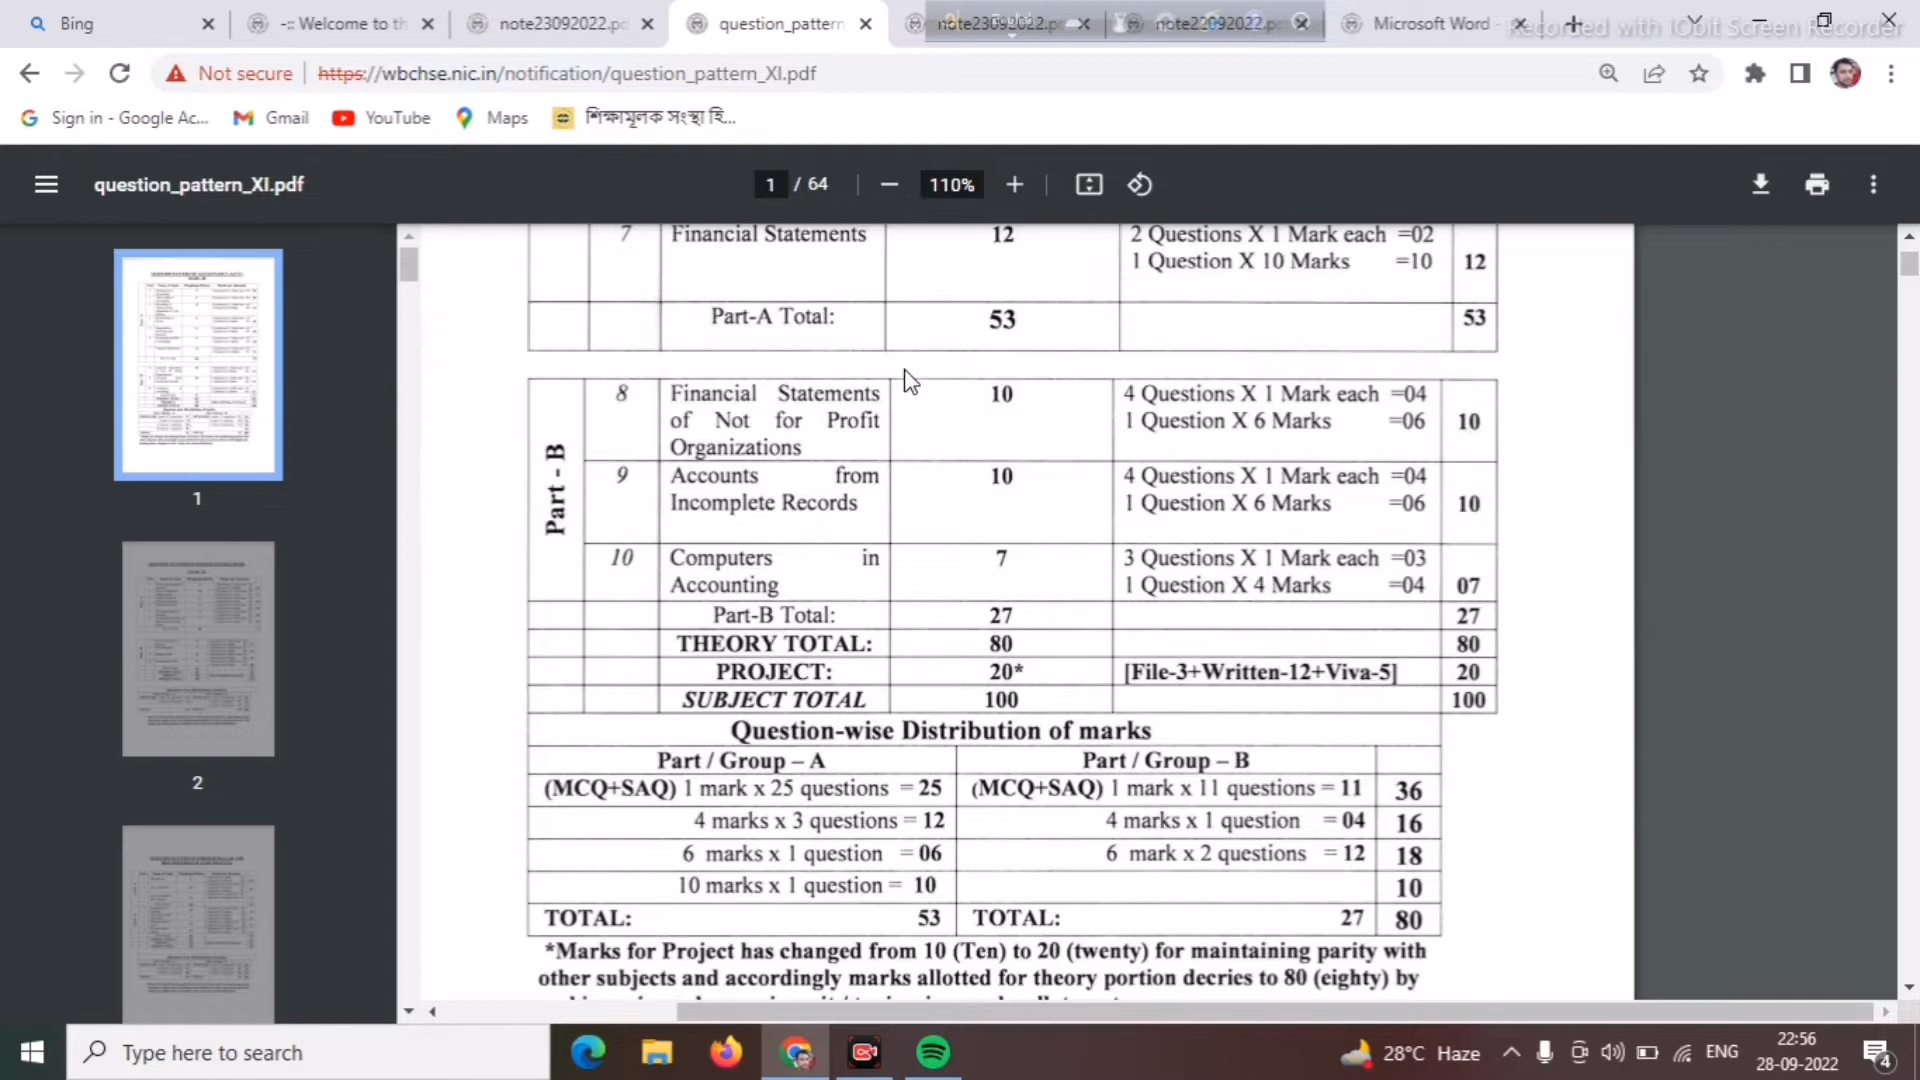 Bing
-:: Welcome to th
note23092022.pd
question_pattern
note23092022.p
note22092022.p
Microsoft Word -
Recorded with IObit Screen Recorder
Not secure
https://wbchse.nic.in/notification/question_pattern_XI.pdf
Sign in - Google Ac...
Gmail
YouTube
Maps
শিক্ষামূলক সংস্থা হি...
question_pattern_XI.pdf
1 / 64
110%
7 Financial Statements 12 2 Questions X 1 Mark each =02
1 Question X 10 Marks =10 12
Part-A Total: 53 53
Part - B
8 Financial Statements 10 4 Questions X 1 Mark each =04
of Not for Profit 1 Question X 6 Marks =06 10
Organizations
9 Accounts from 10 4 Questions X 1 Mark each =04
Incomplete Records 1 Question X 6 Marks =06 10
10 Computers in 7 3 Questions X 1 Mark each =03
Accounting 1 Question X 4 Marks =04 07
Part-B Total: 27 27
THEORY TOTAL: 80 80
PROJECT: 20* [File-3+Written-12+Viva-5] 20
SUBJECT TOTAL 100 100
Question-wise Distribution of marks
Part / Group – A Part / Group – B
(MCQ+SAQ) 1 mark x 25 questions = 25 (MCQ+SAQ) 1 mark x 11 questions = 11 36
4 marks x 3 questions = 12 4 marks x 1 question = 04 16
6 marks x 1 question = 06 6 mark x 2 questions = 12 18
10 marks x 1 question = 10 10
TOTAL: 53 TOTAL: 27 80
*Marks for Project has changed from 10 (Ten) to 20 (twenty) for maintaining parity with
other subjects and accordingly marks allotted for theory portion decries to 80 (eighty) by
1
2
Type here to search
28°C Haze
ENG
22:56
28-09-2022
4